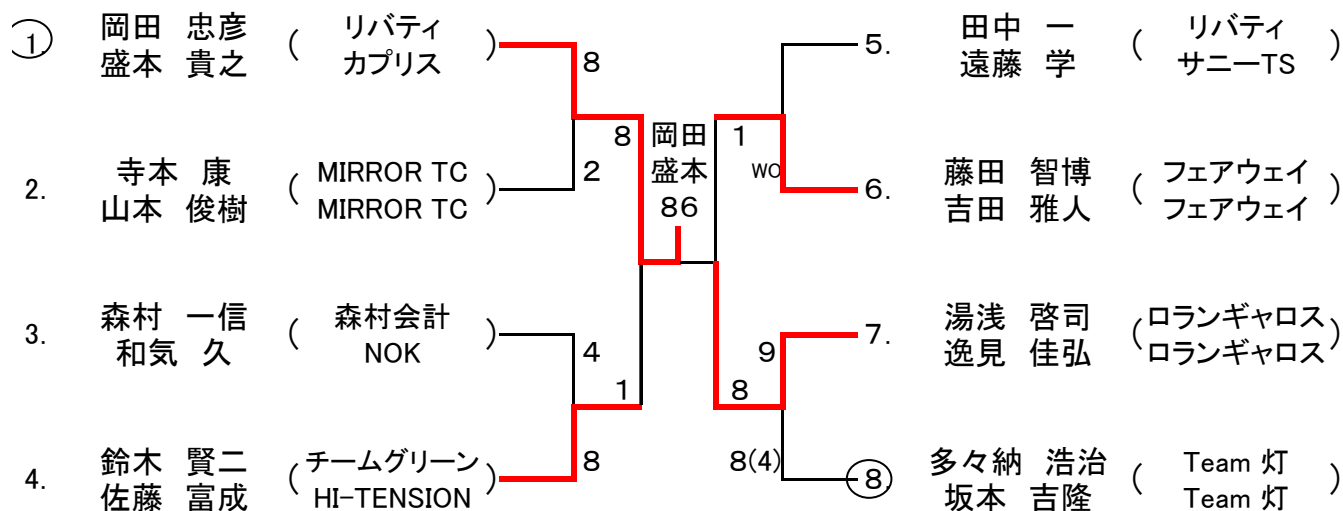 1. 岡田 忠彦 ( リバティ )
盛本 貴之 カプリス
8
2. 寺本 康 ( MIRROR TC )
山本 俊樹 MIRROR TC
2
8
3. 森村 一信 ( 森村会計 )
和気 久 NOK
4
1
4. 鈴木 賢二 ( チームグリーン )
佐藤 富成 HI-TENSION
8
岡田
盛本
86
5. 田中 一 ( リバティ )
遠藤 学 サニーTS
1
WO
6. 藤田 智博 ( フェアウェイ )
吉田 雅人 フェアウェイ
7. 湯浅 啓司 ( ロランギャロス )
逸見 佳弘 ロランギャロス
9
8
8(4)
8. 多々納 浩治 ( Team 灯 )
坂本 吉隆 Team 灯